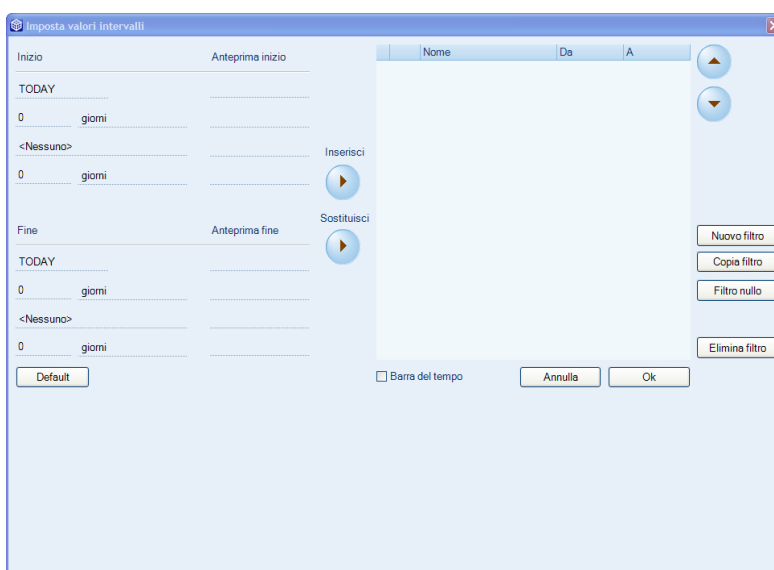 Imposta valori intervalli
Inizio Anteprima inizio
TODAY
0 giorni
<Nessuno>
0 giorni
Fine Anteprima fine
TODAY
0 giorni
<Nessuno>
0 giorni
Default
Inserisci
Sostituisci
Nome Da A
Barra del tempo Annulla Ok
Nuovo filtro
Copia filtro
Filtro nullo
Elimina filtro